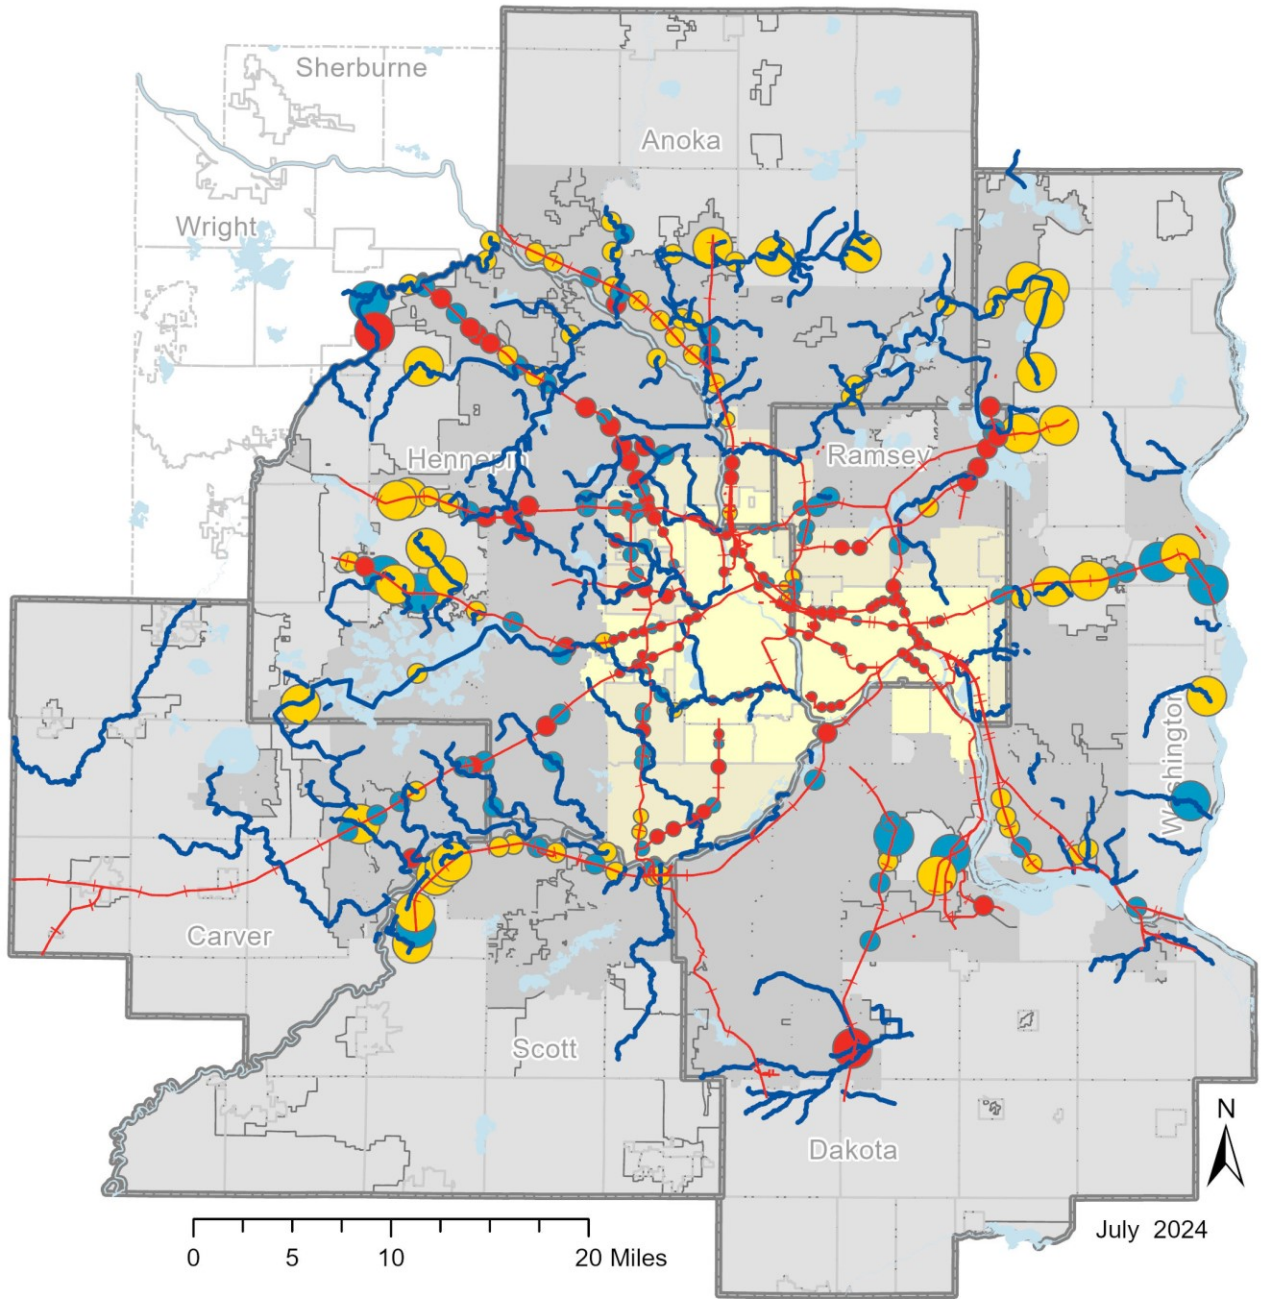 Sherburne
Anoka
Wright
Hennepin
Ramsey
Washington
Carver
Scott
Dakota
N
July 2024
0 5 10 20 Miles